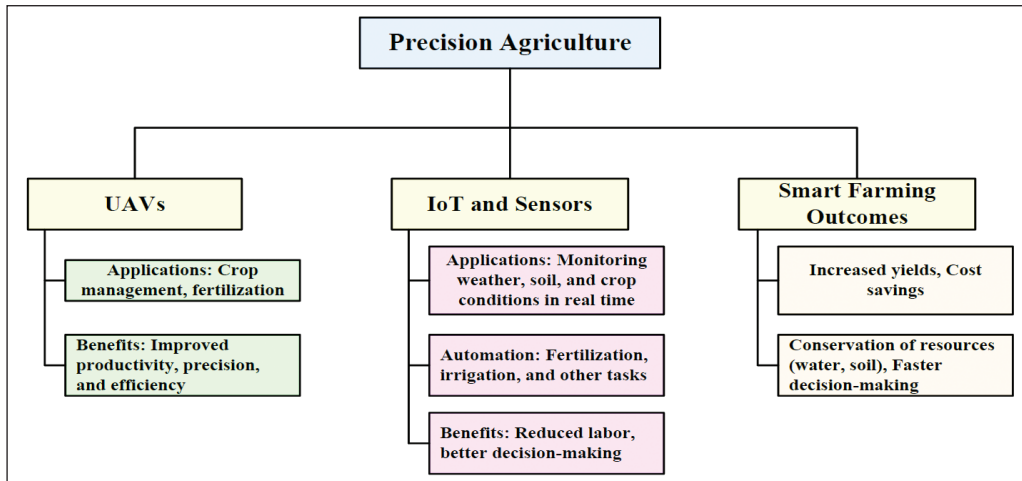 Precision Agriculture
UAVs
Applications: Crop
management, fertilization
Benefits: Improved
productivity, precision,
and efficiency
IoT and Sensors
Applications: Monitoring
weather, soil, and crop
conditions in real time
Automation: Fertilization,
irrigation, and other tasks
Benefits: Reduced labor,
better decision-making
Smart Farming
Outcomes
Increased yields, Cost
savings
Conservation of resources
(water, soil), Faster
decision-making